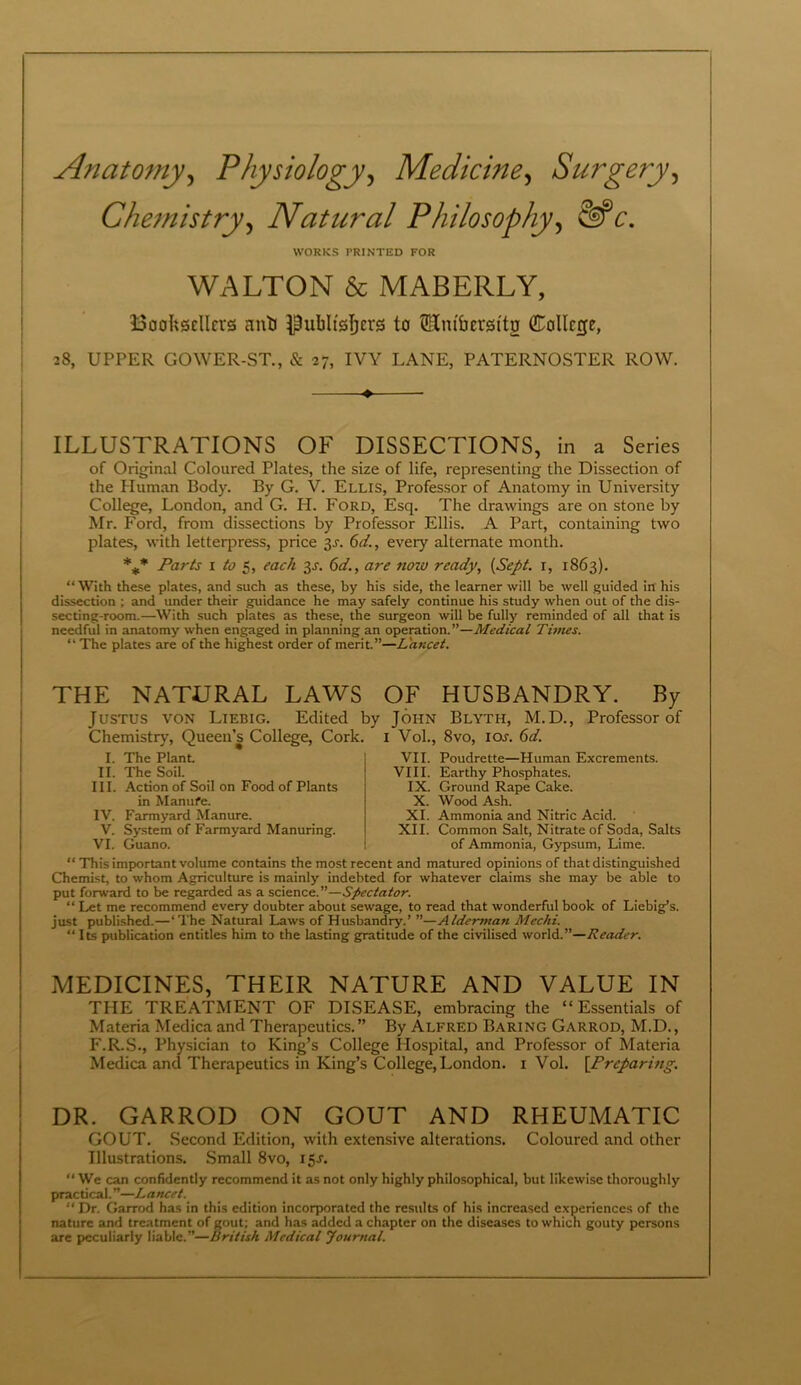 Anatomy, Physiology, Medicine, Surgery,
Chemistry, Natural Philosophy, &c.
WORKS PRINTED FOR
WALTON & MABERLY,
Booksellers and Publishers to University College,
28, UPPER GOWER-ST., & 27, IVY LANE, PATERNOSTER ROW.
ILLUSTRATIONS OF DISSECTIONS, in a Series
of Original Coloured Plates, the size of life, representing the Dissection of
the Human Body. By G. V. ELLIS, Professor of Anatomy in University
College, London, and G. H. FORD, Esq. The drawings are on stone by
Mr. Ford, from dissections by Professor Ellis. A Part, containing two
plates, with letterpress, price 3s. 6d., every alternate month.
*** Parts 1 to 5, each 3s. 6d., are now ready, (Sept. 1, 1863).
“With these plates, and such as these, by his side, the learner will be well guided in his
dissection ; and under their guidance he may safely continue his study when out of the dis-
secting-room.—With such plates as these, the surgeon will be fully reminded of all that is
needful in anatomy when engaged in planning an operation.”—Medical Times.
“The plates are of the highest order of merit.”—Lancet.
THE NATURAL LAWS OF HUSBANDRY. By
JUSTUS VON LIEBIG. Edited by JOHN BLYTH, M.D., Professor of
Chemistry, Queen’s College, Cork. 1 Vol., 8vo, 10s. 6d.
I. The Plant.
II. The Soil.
III. Action of Soil on Food of Plants
in Manure.
IV. Farmyard Manure.
V. System of Farmyard Manuring.
VI. Guano.
VII. Poudrette—Human Excrements.
VIII. Earthy Phosphates.
IX. Ground Rape Cake.
X. Wood Ash.
XI. Ammonia and Nitric Acid.
XII. Common Salt, Nitrate of Soda, Salts
of Ammonia, Gypsum, Lime.
“This important volume contains the most recent and matured opinions of that distinguished
Chemist, to whom Agriculture is mainly indebted for whatever claims she may be able to
put forward to be regarded as a science.”—Spectator.
“Let me recommend every doubter about sewage, to read that wonderful book of Liebig’s.
just published.—‘The Natural Laws of Husbandry.’ ”—Alderman Mechi.
“Its publication entitles him to the lasting gratitude of the civilised world.”—Reader.
MEDICINES, THEIR NATURE AND VALUE IN
THE TREATMENT OF DISEASE, embracing the “Essentials of
Materia Medica and Therapeutics.” By ALFRED BARING GARROD, M.D.,
F.R.S., Physician to King’s College Hospital, and Professor of Materia
Medica and Therapeutics in King’s College, London. 1 Vol. [Preparing.
DR. GARROD ON GOUT AND RHEUMATIC
GOUT. Second Edition, with extensive alterations. Coloured and other
Illustrations. Small 8vo, 15s.
“We can confidently recommend it as not only highly philosophical, but likewise thoroughly
practical.”—Lancet.
“Dr. Garrod has in this edition incorporated the results of his increased experiences of the
nature and treatment of gout; and has added a chapter on the diseases to which gouty persons
are peculiarly liable.”—British Medical Journal.